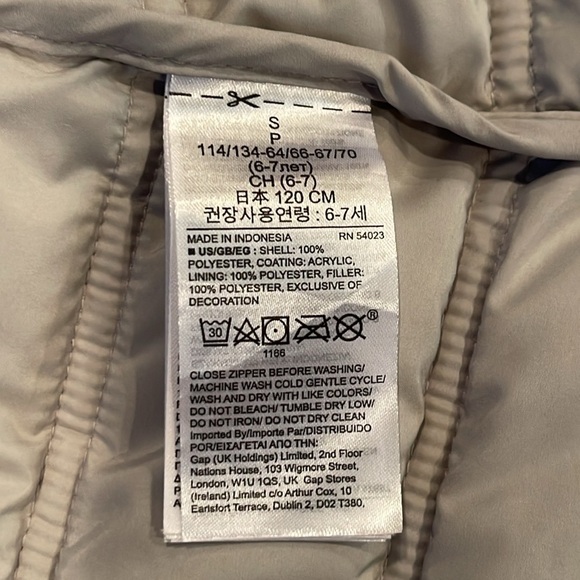 S
P
114/134-64/66-67/70
(6-7лет)
CH (6-7)
日本 120 CM
권장사용연령 : 6-7세
MADE IN INDONESIA RN 54023
■ US/GB/EG : SHELL: 100%
POLYESTER, COATING: ACRYLIC,
LINING: 100% POLYESTER, FILLER:
100% POLYESTER, EXCLUSIVE OF
DECORATION
30
®
1166
CLOSE ZIPPER BEFORE WASHING/
MACHINE WASH COLD GENTLE CYCLE/
WASH AND DRY WITH LIKE COLORS/
DO NOT BLEACH/ TUMBLE DRY LOW/
DO NOT IRON/ DO NOT DRY CLEAN
Imported By/Importe Par/DISTRIBUIDO
POR/ΕΙΣΑΓΕΤΑΙ ΑΠΟ ΤΗΝ:
Gap (UK Holdings) Limited, 2nd Floor
Nations House, 103 Wigmore Street,
London, W1U 1QS, UK Gap Stores
(Ireland) Limited c/o Arthur Cox, 10
Earlsfort Terrace, Dublin 2, D02 T380.